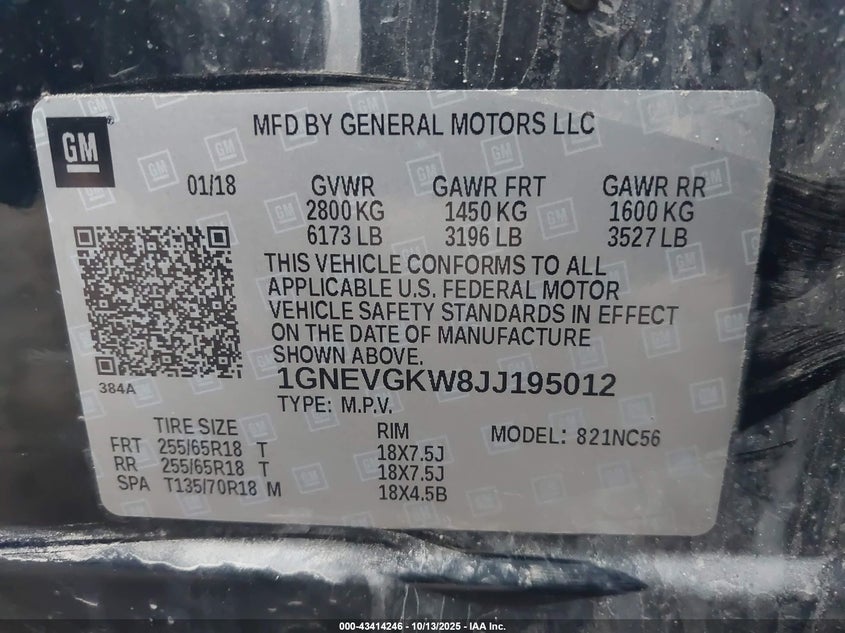 GM
MFD BY GENERAL MOTORS LLC
01/18 GVWR GAWR FRT GAWR RR
2800 KG 1450 KG 1600 KG
6173 LB 3196 LB 3527 LB
THIS VEHICLE CONFORMS TO ALL
APPLICABLE U.S. FEDERAL MOTOR
VEHICLE SAFETY STANDARDS IN EFFECT
ON THE DATE OF MANUFACTURE
SHOWN ABOVE.
384A
1GNEVGKW8JJ195012
TYPE: M.P.V.
TIRE SIZE RIM MODEL: 821NC56
FRT 255/65R18 T 18X7.5J
RR 255/65R18 T 18X7.5J
SPA T135/70R18 M 18X4.5B
000-43414246 - 10/13/2025 - IAA Inc.